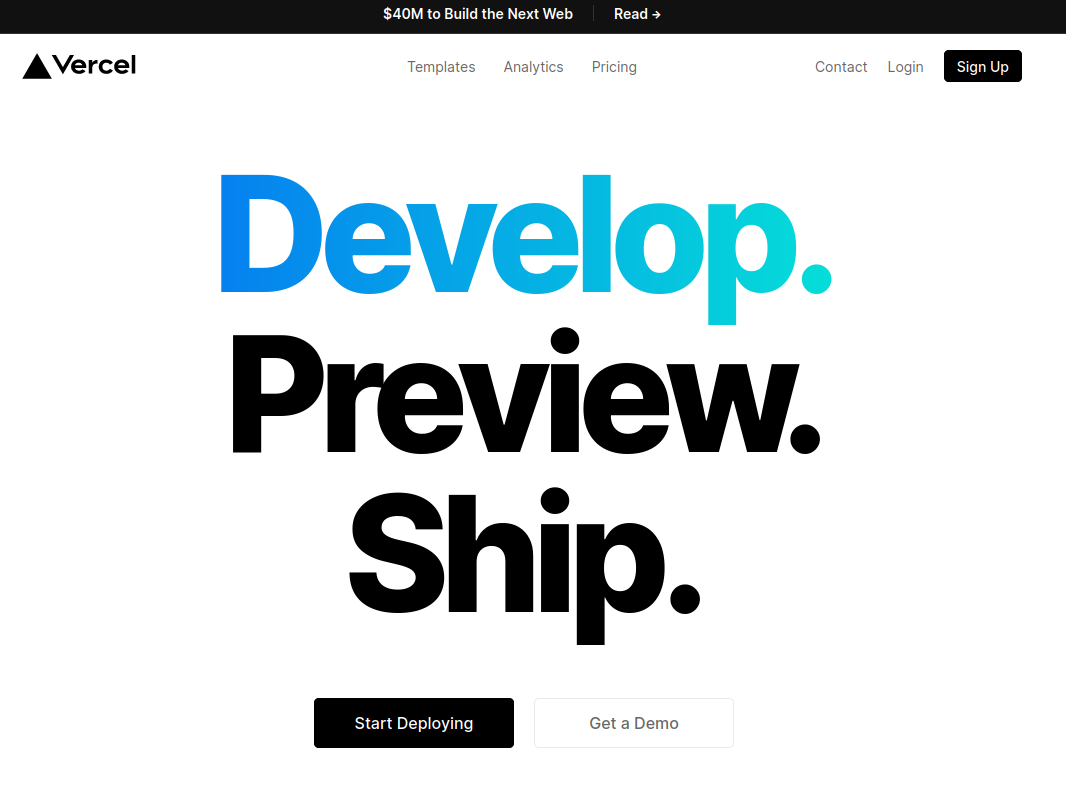 $40M to Build the Next Web Read →
Vercel Templates Analytics Pricing Contact Login Sign Up
Develop.
Preview.
Ship.
Start Deploying Get a Demo